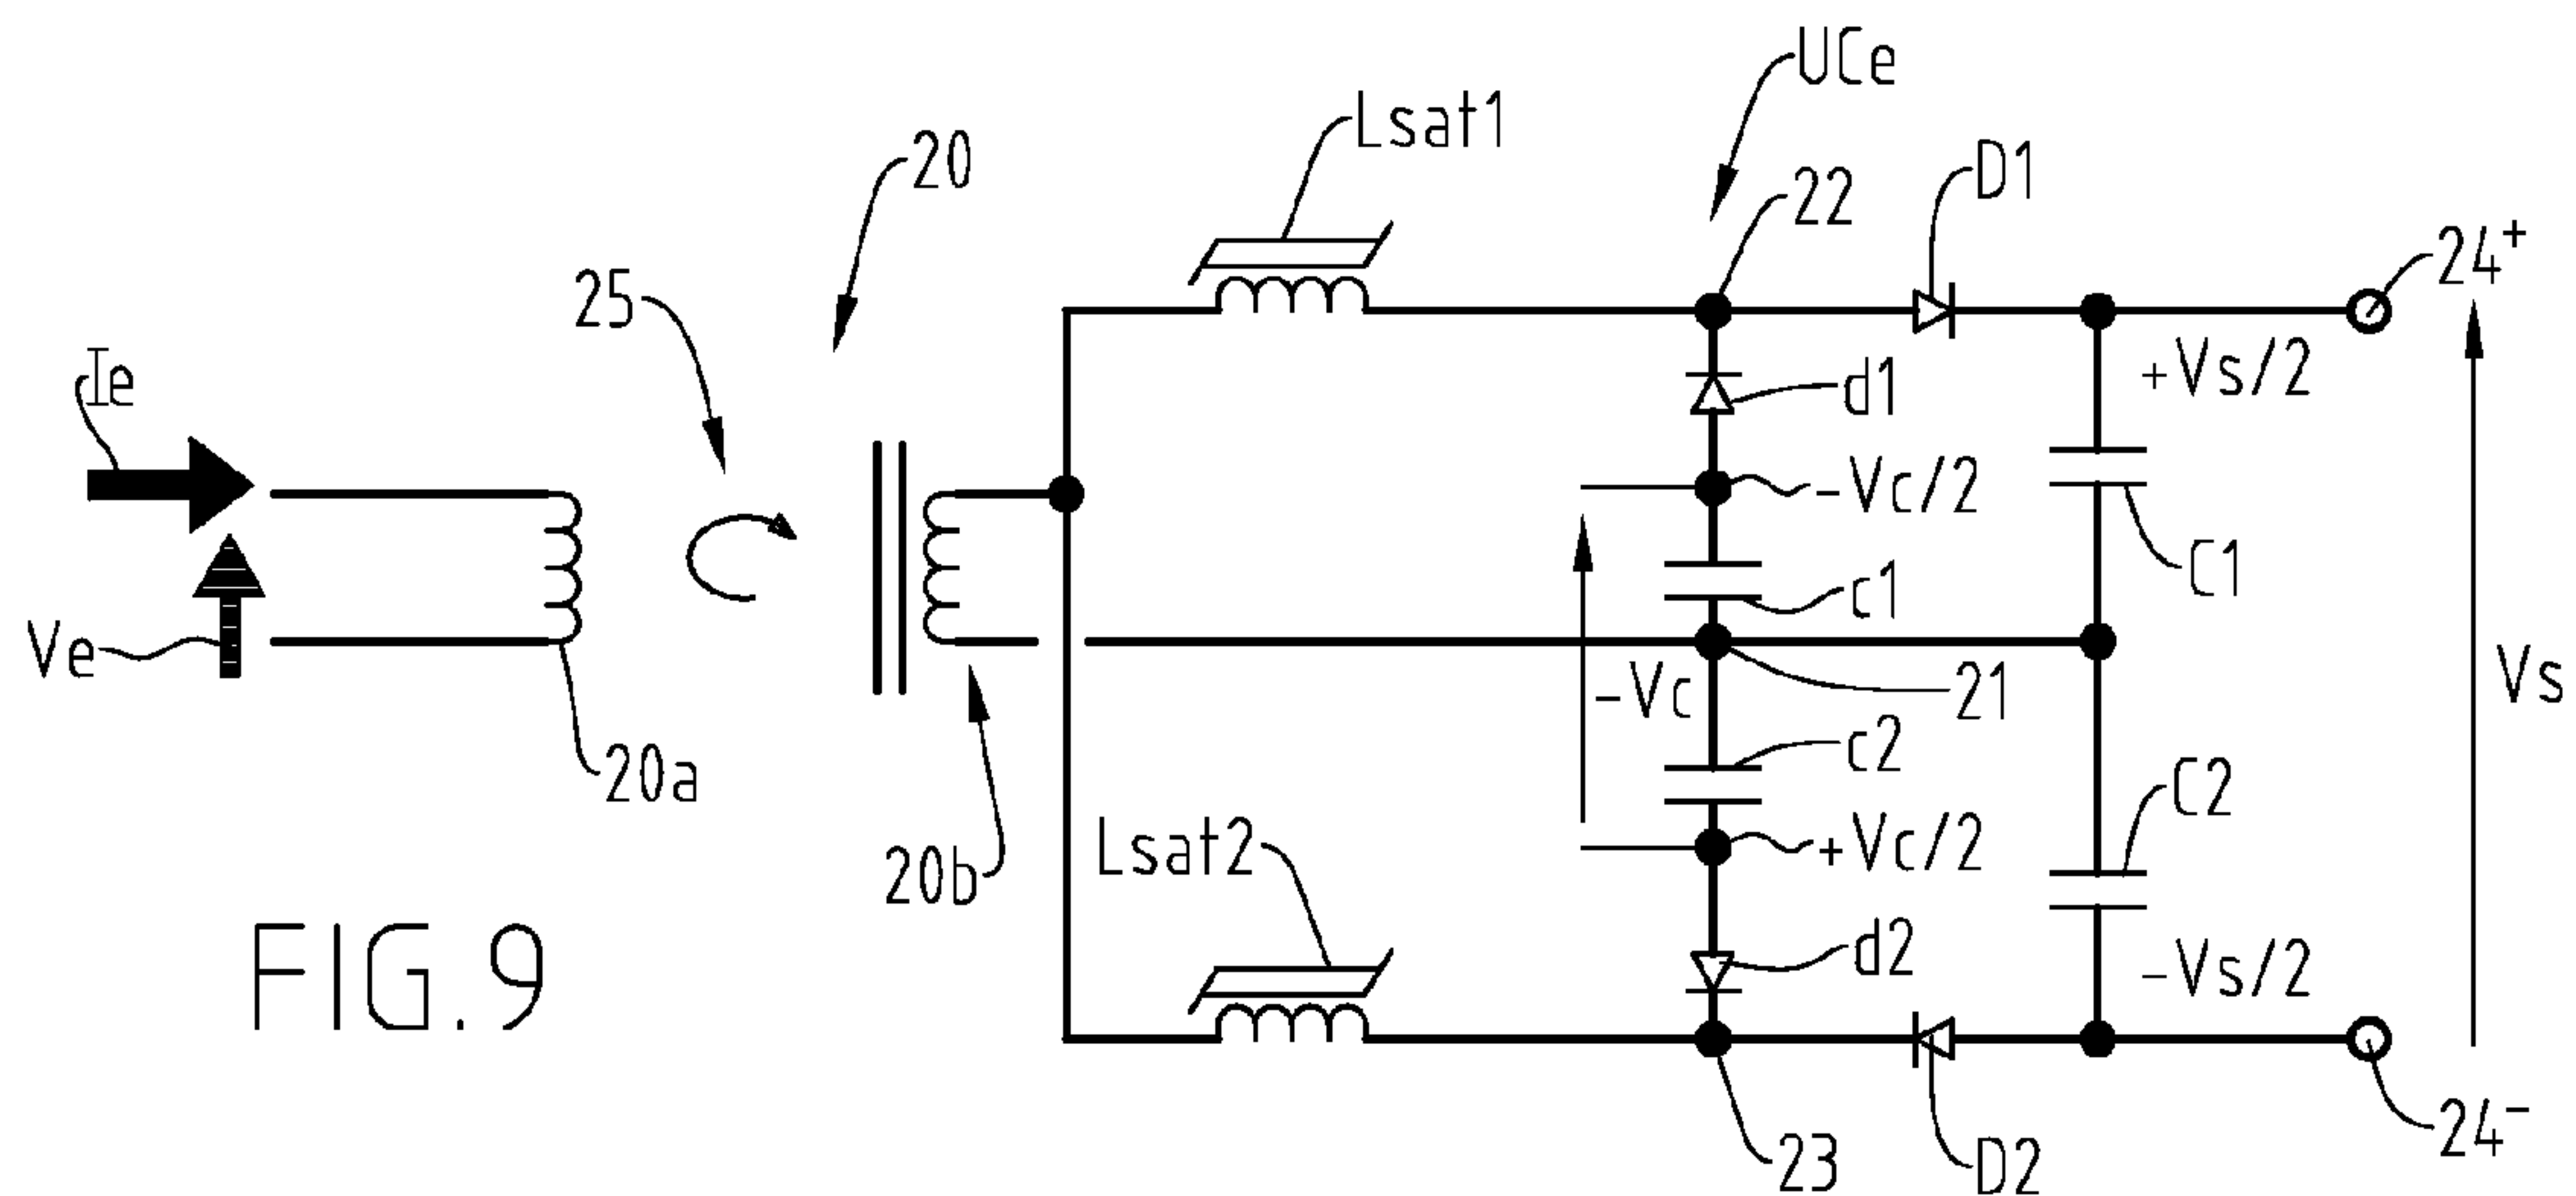 UCe
Lsat1
20
D1
22
24+
25
Ie
d1
+Vs/2
-Vc/2
c1
C1
Ve
-Vc
21
Vs
20a
c2
C2
Lsat2
+Vc/2
20b
d2
-Vs/2
FIG.9
23
D2
24-